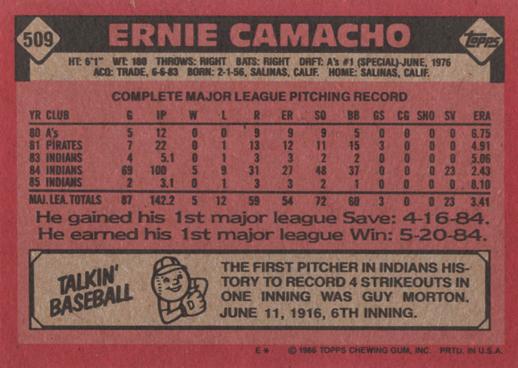 509
ERNIE CAMACHO
topps
HT: 6'1" WT: 180 THROWS: RIGHT BATS: RIGHT DRFT: A's #1 (SPECIAL)-JUNE, 1976
ACQ: TRADE, 6-6-83 BORN: 2-1-56, SALINAS, CALIF. HOME: SALINAS, CALIF.
COMPLETE MAJOR LEAGUE PITCHING RECORD
YR CLUB G IP W L R ER SO BB GS CG SHO SV ERA
80 A's 5 12 0 0 9 9 9 5 0 0 0 0 6.75
81 PIRATES 7 22 0 1 13 12 11 15 3 0 0 0 4.91
83 INDIANS 4 5.1 0 1 3 3 2 2 0 0 0 0 5.06
84 INDIANS 69 100 5 9 31 27 48 37 0 0 0 23 2.43
85 INDIANS 2 3.1 0 1 3 3 2 1 0 0 0 0 8.10
MAJ. LEA. TOTALS 87 142.2 5 12 59 54 72 60 3 0 0 23 3.41
He gained his 1st major league Save: 4-16-84.
He earned his 1st major league Win: 5-20-84.
TALKIN'
BASEBALL
THE FIRST PITCHER IN INDIANS HIS-
TORY TO RECORD 4 STRIKEOUTS IN
ONE INNING WAS GUY MORTON,
JUNE 11, 1916, 6TH INNING.
E* © 1986 TOPPS CHEWING GUM, INC. PRTD. IN U.S.A.